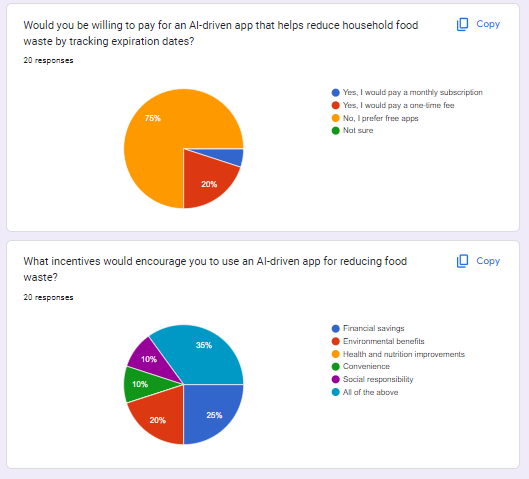 Would you be willing to pay for an AI-driven app that helps reduce household food
waste by tracking expiration dates?
Copy
20 responses
Yes, I would pay a monthly subscription
Yes, I would pay a one-time fee
No, I prefer free apps
Not sure
75%
20%
What incentives would encourage you to use an AI-driven app for reducing food
waste?
Copy
20 responses
Financial savings
Environmental benefits
Health and nutrition improvements
Convenience
Social responsibility
All of the above
35%
10%
10%
20%
25%